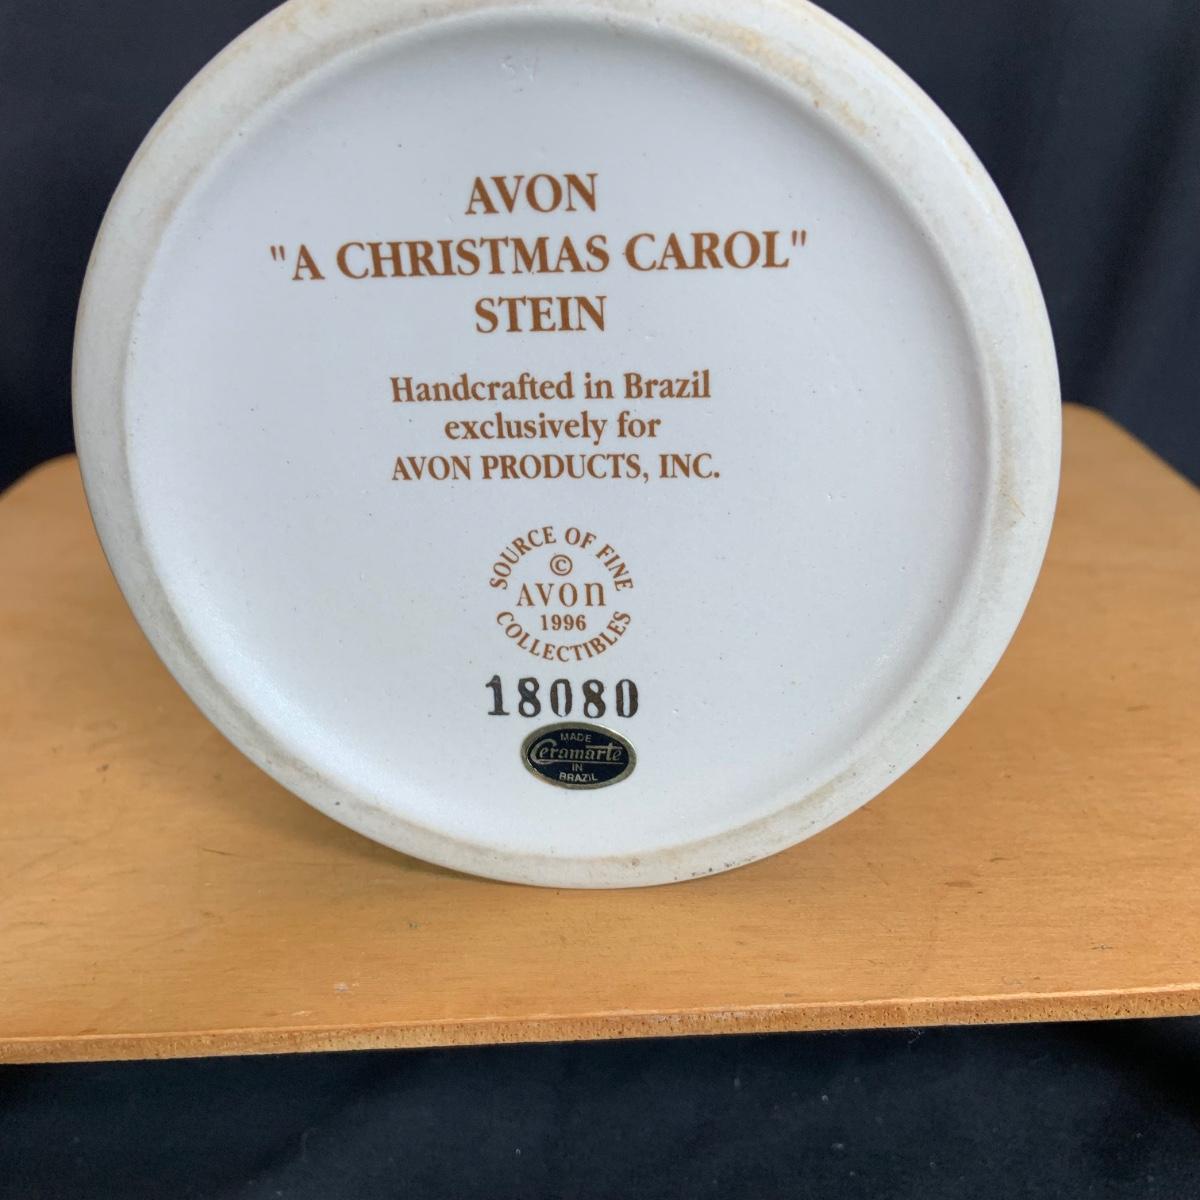 AVON
"A CHRISTMAS CAROL"
STEIN
Handcrafted in Brazil
exclusively for
AVON PRODUCTS, INC.
SOURCE OF FINE
©
AVON
1996
COLLECTIBLES
18080
MADE
Ceramarte
IN
BRAZIL